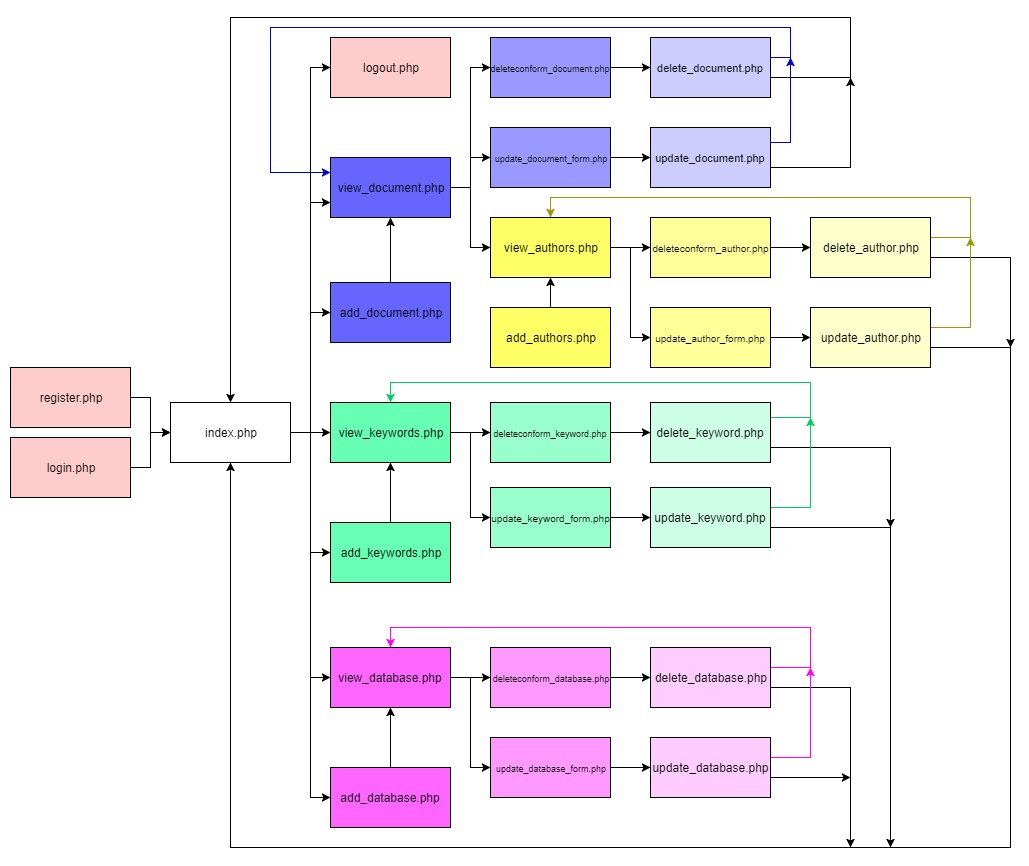 logout.php
deleteconform_document.php
delete_document.php
view_document.php
update_document_form.php
update_document.php
view_authors.php
deleteconform_author.php
delete_author.php
add_document.php
add_authors.php
update_author_form.php
update_author.php
register.php
login.php
index.php
view_keywords.php
deleteconform_keyword.php
delete_keyword.php
update_keyword_form.php
update_keyword.php
add_keywords.php
view_database.php
deleteconform_database.php
delete_database.php
update_database_form.php
update_database.php
add_database.php